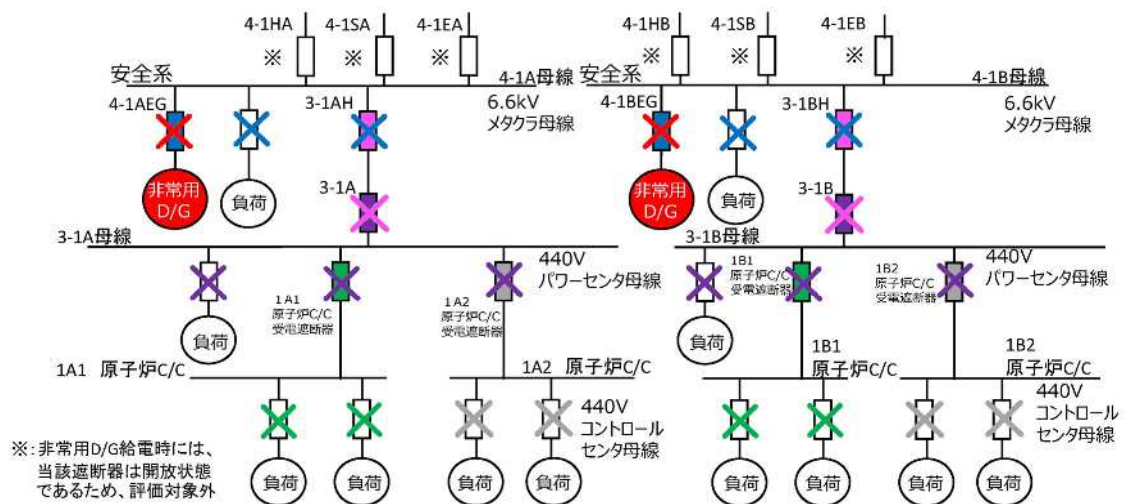 4-1HA
4-1SA
4-1EA
※
※
※
安全系
4-1A母線
4-1AEG
3-1AH
6.6kV
メタクラ母線
非常用
D/G
負荷
3-1A
3-1A母線
440V
パワーセンタ母線
1A1
原子炉C/C
受電遮断器
1A2
原子炉C/C
受電遮断器
負荷
1A1 原子炉C/C
1A2 原子炉C/C
440V
コントロール
センタ母線
負荷
負荷
負荷
負荷
※:非常用D/G給電時には、
当該遮断器は開放状態
であるため、評価対象外
4-1HB
4-1SB
4-1EB
※
※
※
安全系
4-1B母線
4-1BEG
3-1BH
6.6kV
メタクラ母線
非常用
D/G
負荷
3-1B
3-1B母線
440V
パワーセンタ母線
1B1
原子炉C/C
受電遮断器
1B2
原子炉C/C
受電遮断器
負荷
1B1
原子炉C/C
1B2
原子炉C/C
440V
コントロール
センタ母線
負荷
負荷
負荷
負荷